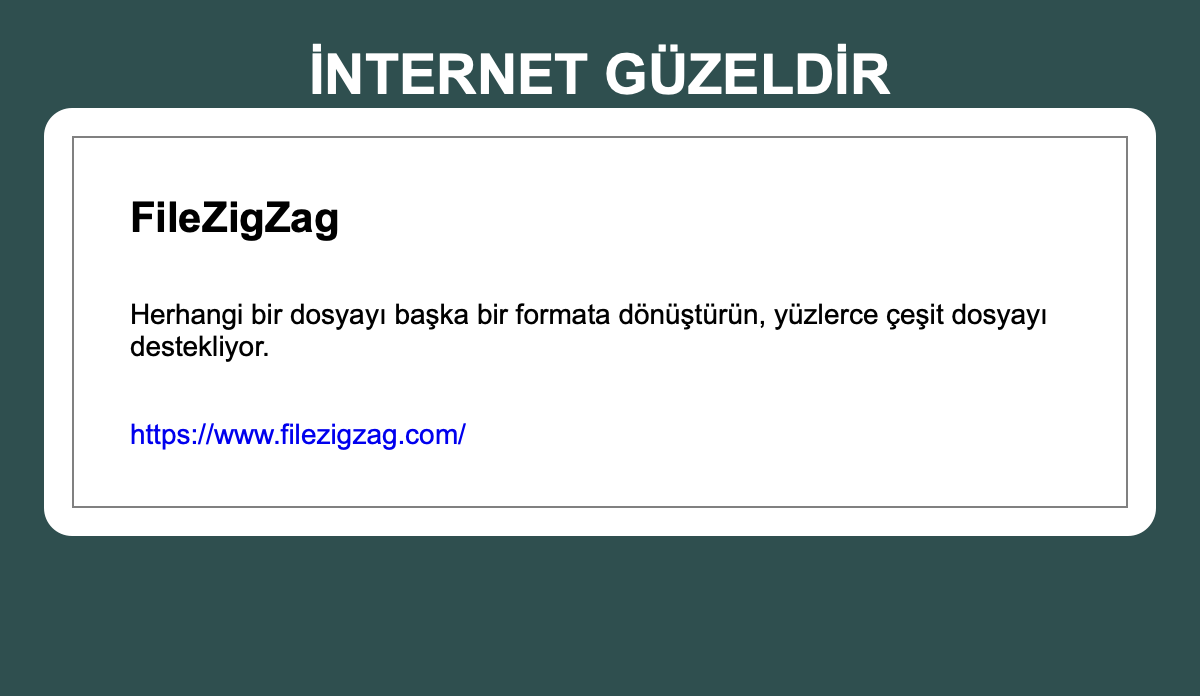 İNTERNET GÜZELDİR
FileZigZag
Herhangi bir dosyayı başka bir formata dönüştürün, yüzlerce çeşit dosyayı
destekliyor.
https://www.filezigzag.com/